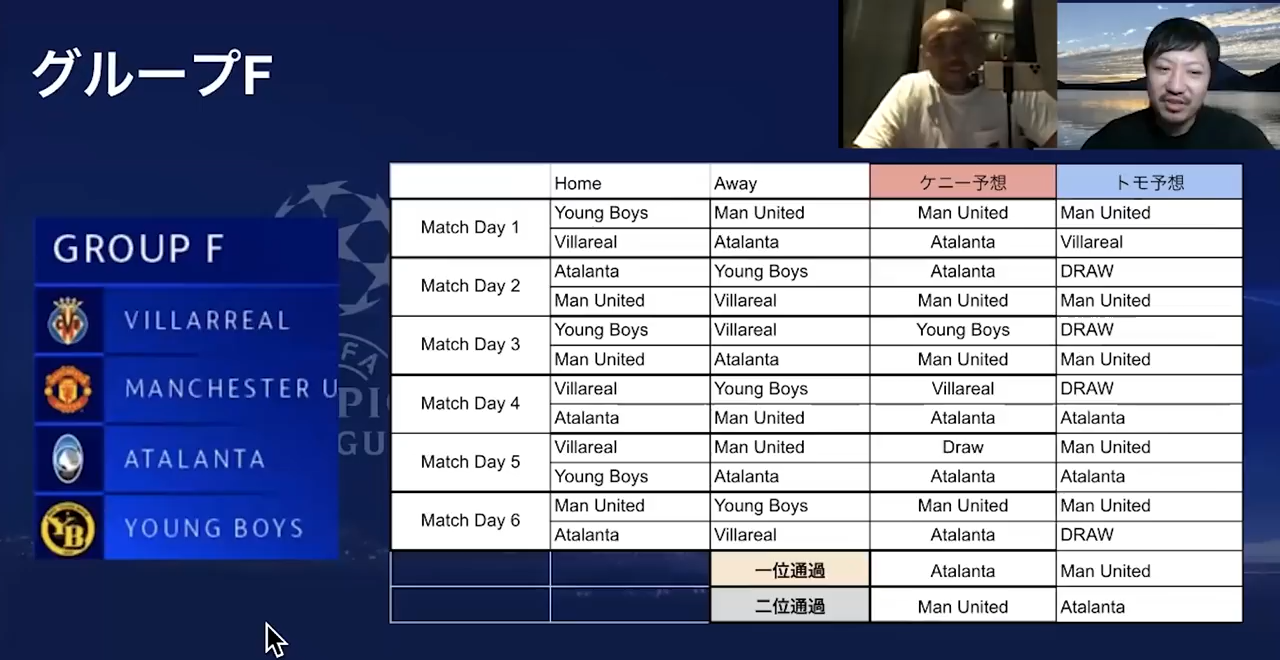 グループF
GROUP F
VILLARREAL
MANCHESTER U
ATALANTA
YOUNG BOYS
FA
PI
GU
Home Away ケニー予想 トモ予想
Match Day 1
Young Boys Man United Man United Man United
Villareal Atalanta Atalanta Villareal
Match Day 2
Atalanta Young Boys Atalanta DRAW
Man United Villareal Man United Man United
Match Day 3
Young Boys Villareal Young Boys DRAW
Man United Atalanta Man United Man United
Match Day 4
Villareal Young Boys Villareal DRAW
Atalanta Man United Atalanta Atalanta
Match Day 5
Villareal Man United Draw Man United
Young Boys Atalanta Atalanta Atalanta
Match Day 6
Man United Young Boys Man United Man United
Atalanta Villareal Atalanta DRAW
一位通過 Atalanta Man United
二位通過 Man United Atalanta